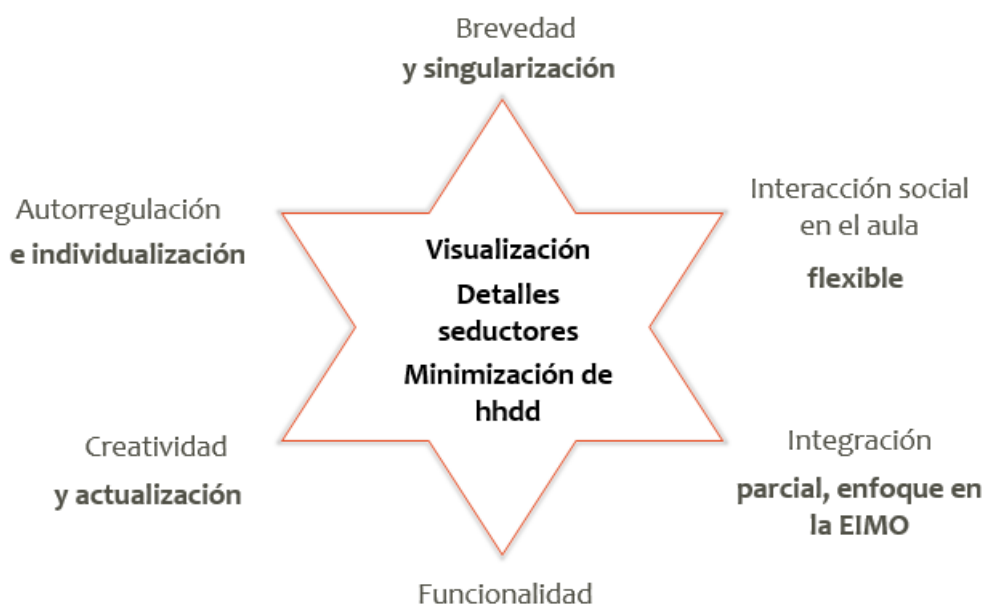 Brevedad
y singularización
Autorregulación
e individualización
Interacción social
en el aula
flexible
Visualización
Detalles
seductores
Minimización de
hhdd
Creatividad
y actualización
Integración
parcial, enfoque en
la EIMO
Funcionalidad